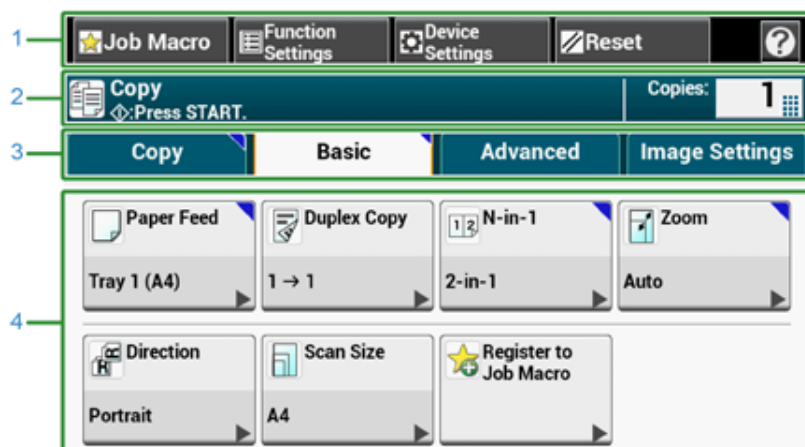 1
Job Macro
Function
Settings
Device
Settings
Reset
?
2
Copy
:Press START.
Copies:
1
3
Copy
Basic
Advanced
Image Settings
4
Paper Feed
Duplex Copy
1 2
N-in-1
Zoom
Tray 1 (A4)
1 → 1
2-in-1
Auto
R
R
Direction
Scan Size
Register to
Job Macro
Portrait
A4